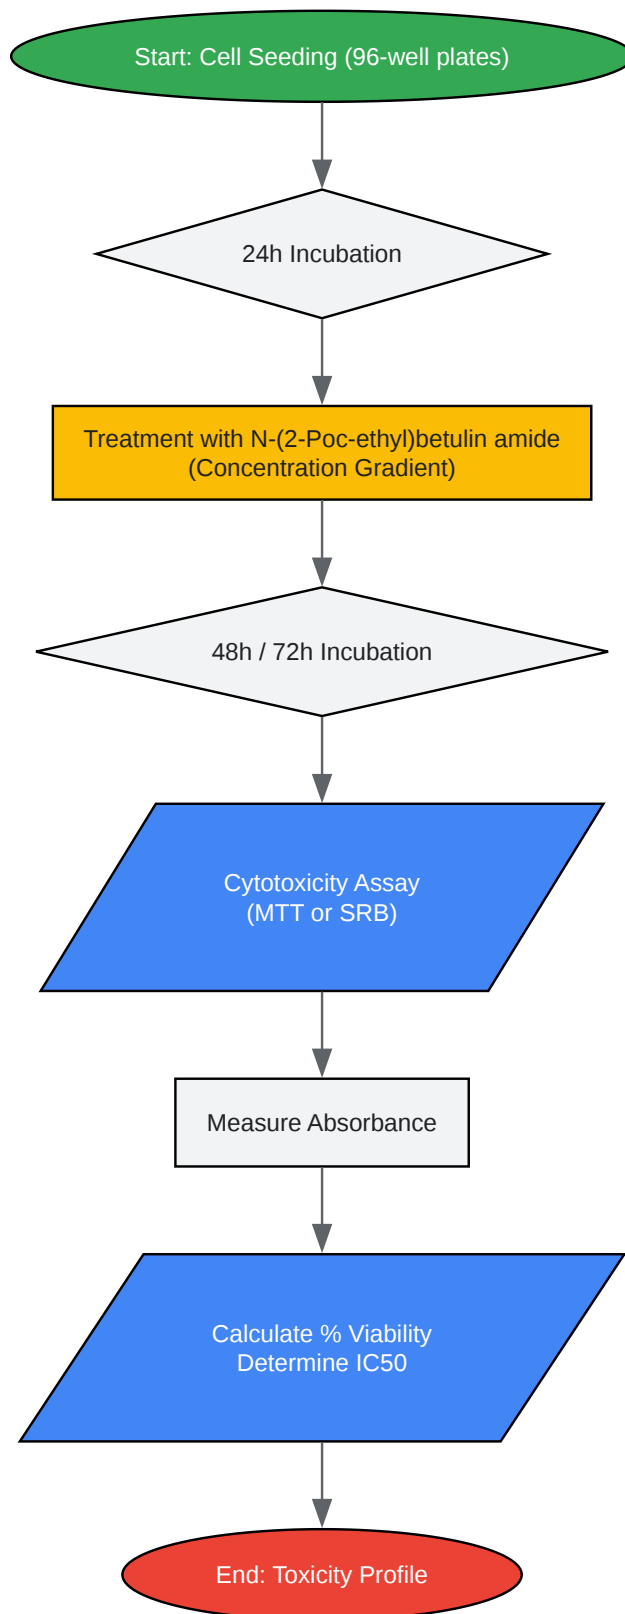 Start: Cell Seeding (96-well plates)
24h Incubation
Treatment with N-(2-Poc-ethyl)betulin amide
(Concentration Gradient)
48h / 72h Incubation
Cytotoxicity Assay
(MTT or SRB)
Measure Absorbance
Calculate % Viability
Determine IC50
End: Toxicity Profile